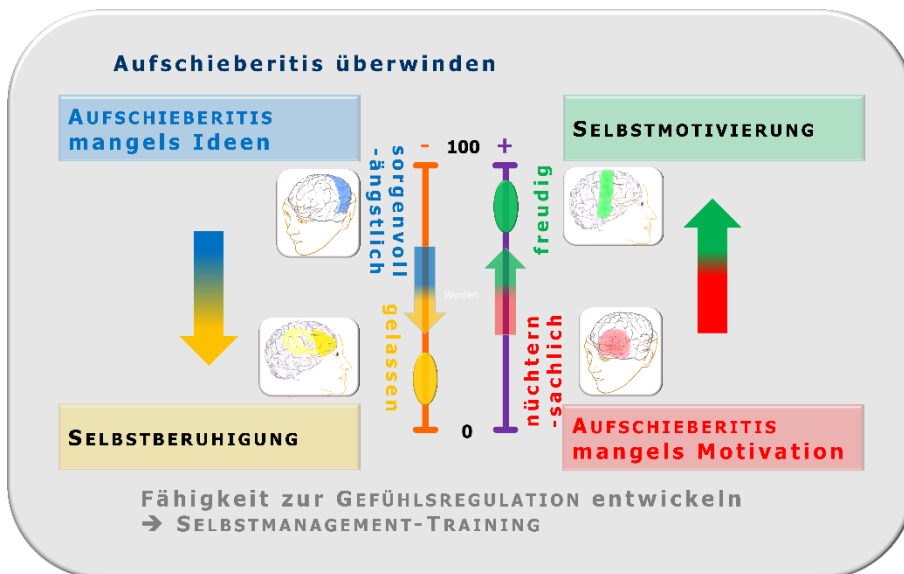 Aufschieberitis überwinden
AUFSCHIEBERITIS
mangels Ideen
- 100 +
SELBSTMOTIVIERUNG
sorgenvoll
-ängstlich
freudig
Werden
gelassen
nüchtern
-sachlich
SELBSTBERUHIGUNG
0
AUFSCHIEBERITIS
mangels Motivation
Fähigkeit zur GEFÜHLSREGULATION entwickeln
→ SELBSTMANAGEMENT-TRAINING